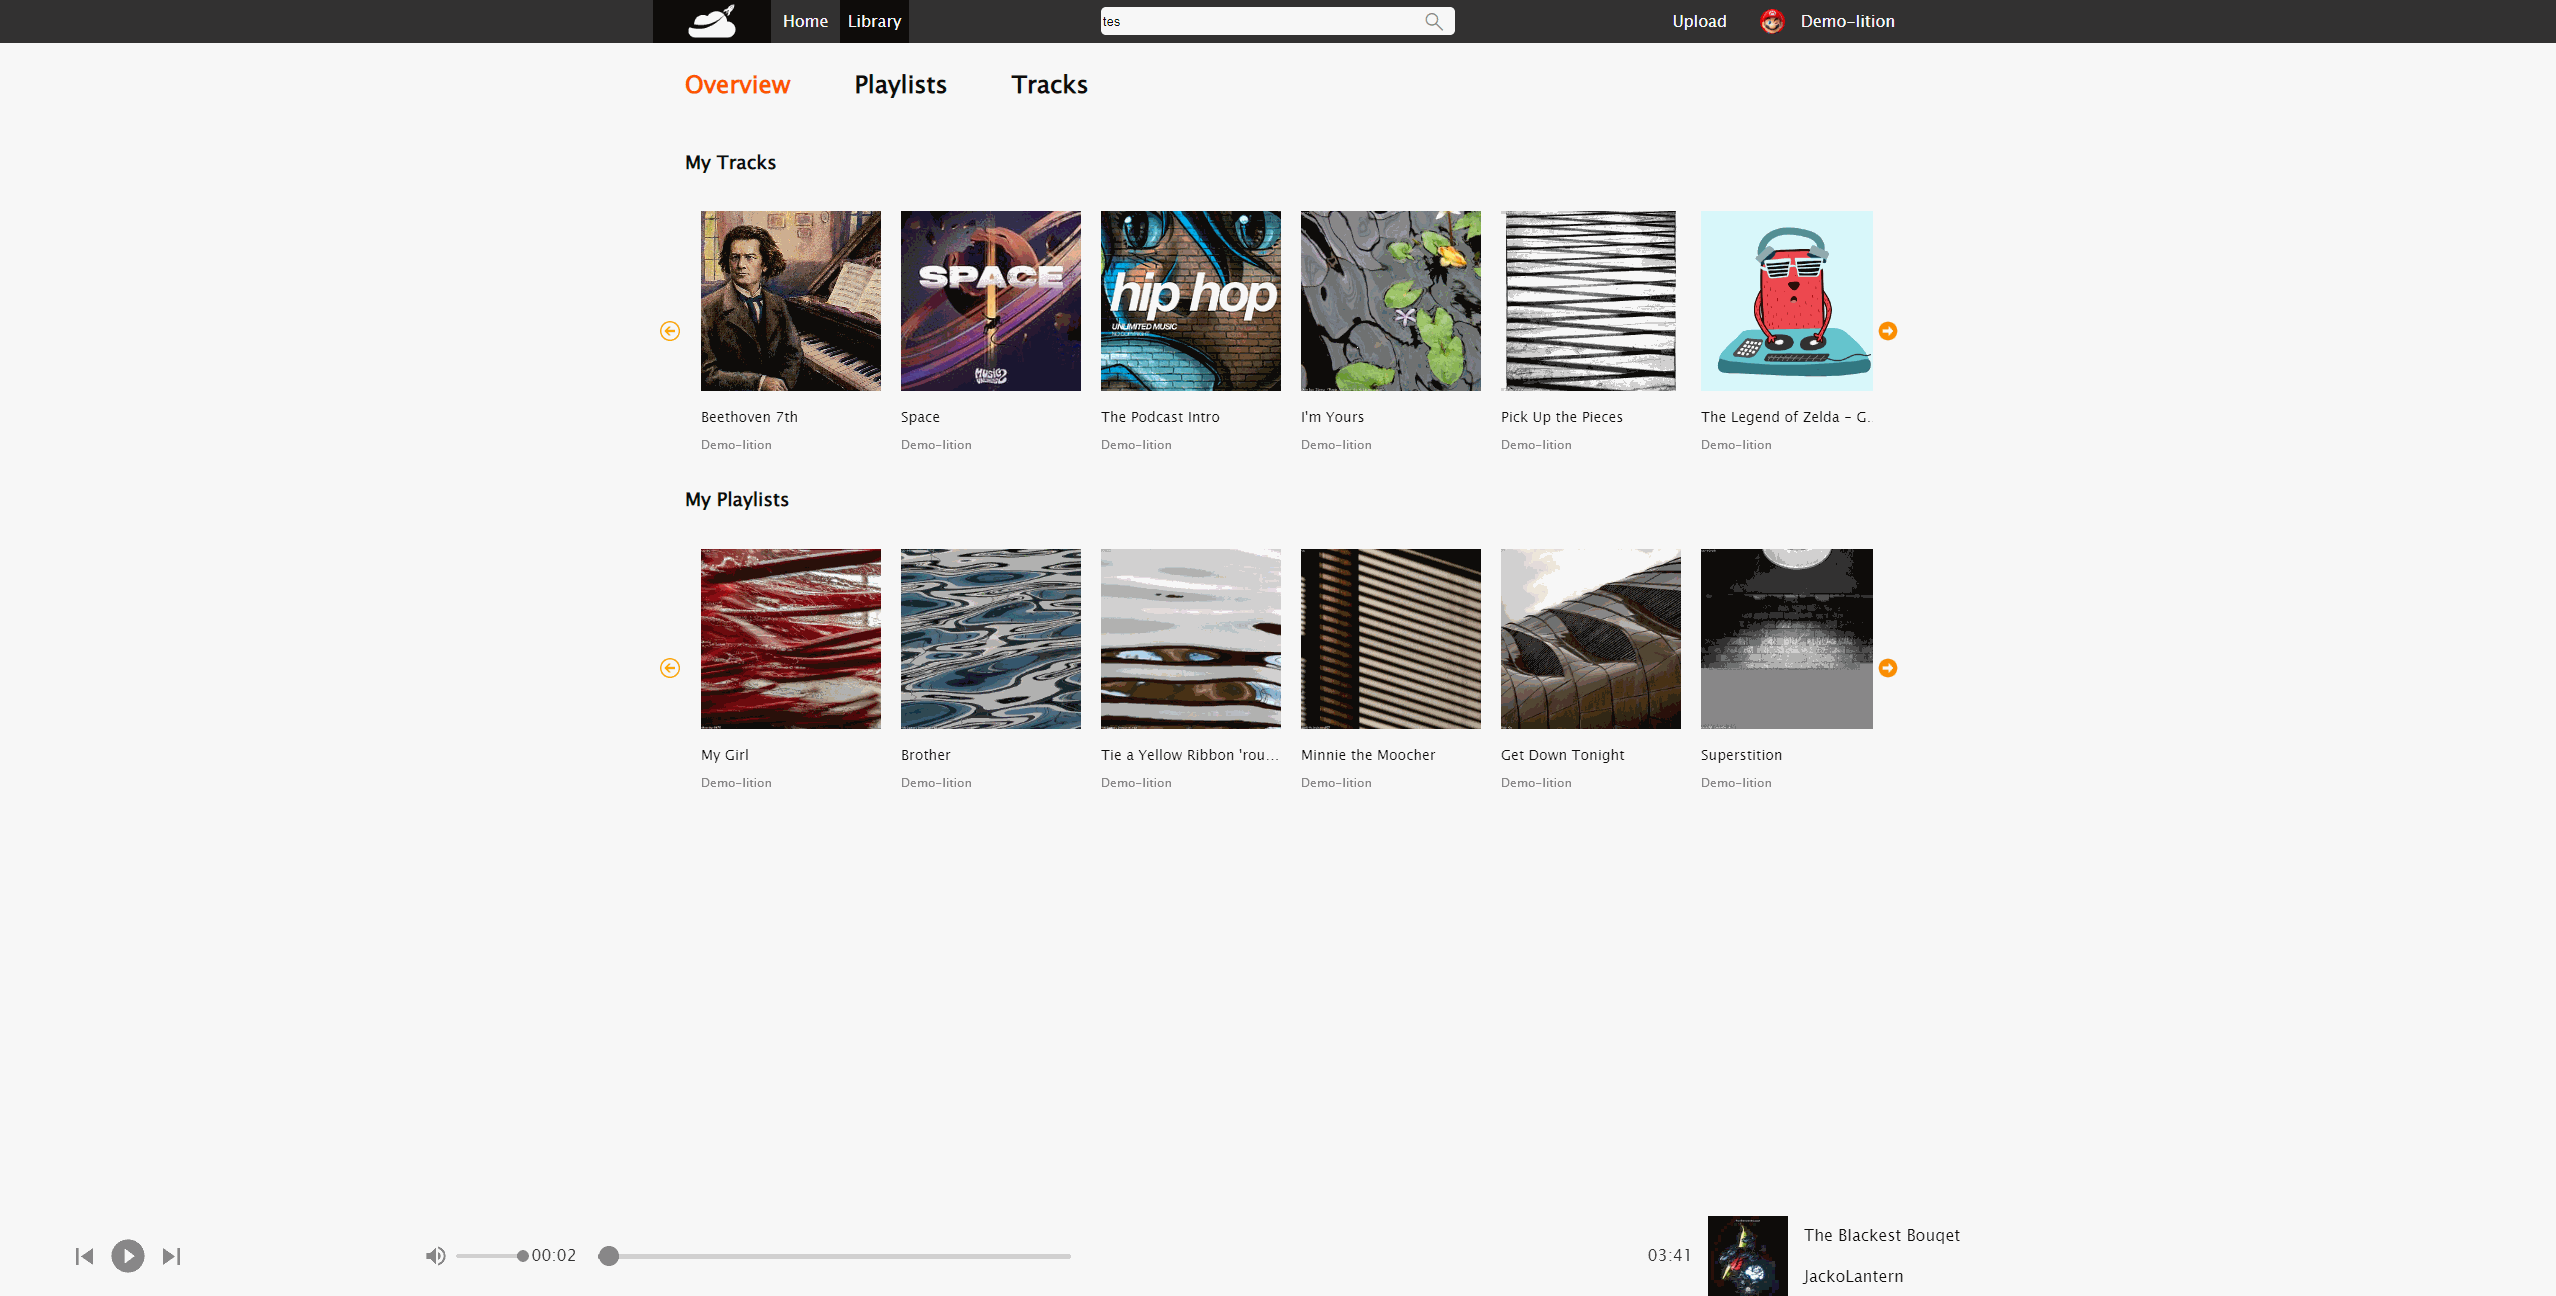 Home
Library
tes
Upload
Demo-lition
Overview
Playlists
Tracks
My Tracks
SPACE
MUSIC
hip hop
UNLIMITED MUSIC
NO COPYRIGHT
Beethoven 7th
Demo-lition
Space
Demo-lition
The Podcast Intro
Demo-lition
I'm Yours
Demo-lition
Pick Up the Pieces
Demo-lition
The Legend of Zelda - G.
Demo-lition
My Playlists
My Girl
Demo-lition
Brother
Demo-lition
Tie a Yellow Ribbon 'rou...
Demo-lition
Minnie the Moocher
Demo-lition
Get Down Tonight
Demo-lition
Superstition
Demo-lition
00:02
03:41
The Blackest Bouqet
JackoLantern